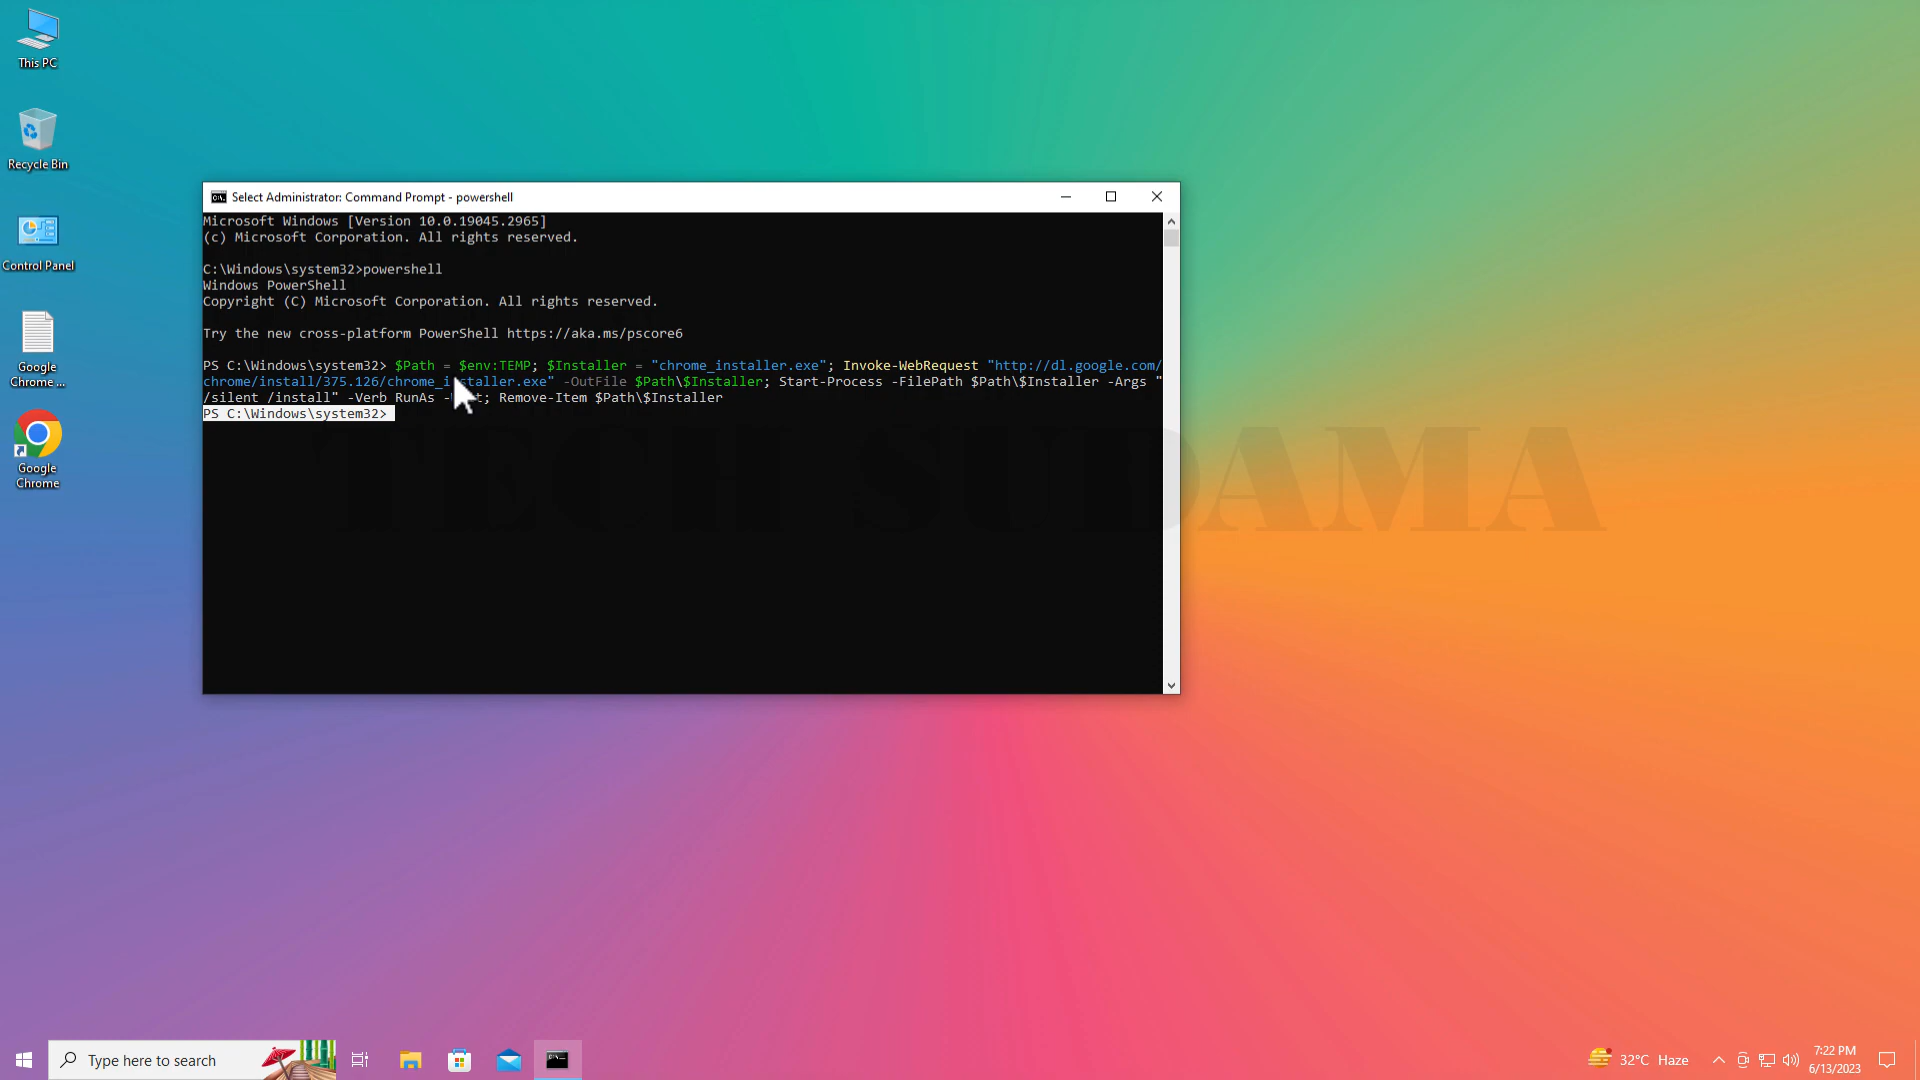 This PC
Recycle Bin
Control Panel
Google
Chrome ...
Google
Chrome
Select Administrator: Command Prompt - powershell
Microsoft Windows [Version 10.0.19045.2965]
(c) Microsoft Corporation. All rights reserved.
C:\Windows\system32>powershell
Windows PowerShell
Copyright (C) Microsoft Corporation. All rights reserved.
Try the new cross-platform PowerShell https://aka.ms/pscore6
PS C:\Windows\system32> $Path = $env:TEMP; $Installer = "chrome_installer.exe"; Invoke-WebRequest "http://dl.google.com/
chrome/install/375.126/chrome_installer.exe" -OutFile $Path\$Installer; Start-Process -FilePath $Path\$Installer -Args "
/silent /install" -Verb RunAs ; Remove-Item $Path\$Installer
PS C:\Windows\system32>
TECH SUDAMA
Type here to search
32°C Haze
7:22 PM
6/13/2023